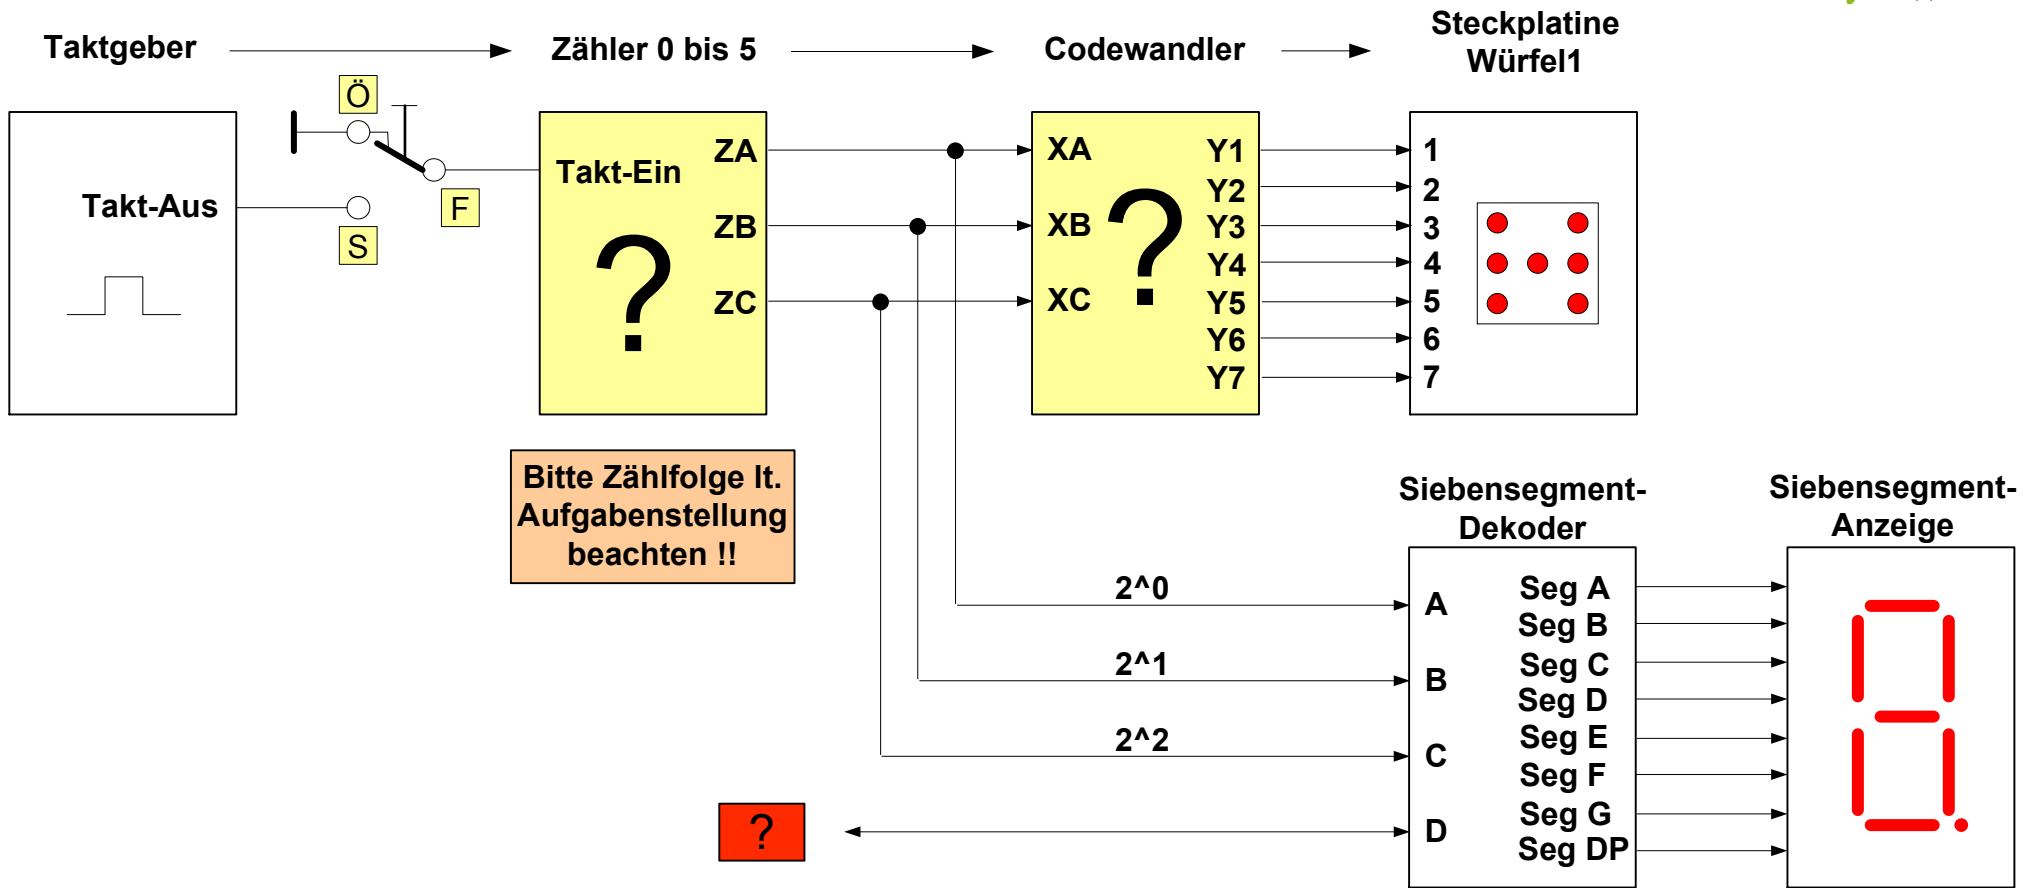 Taktgeber
Zähler 0 bis 5
Codewandler
Steckplatine
Würfel1
Ö
S
F
Takt-Aus
Takt-Ein
?
ZA
ZB
ZC
XA
XB
XC
?
Y1
Y2
Y3
Y4
Y5
Y6
Y7
1
2
3
4
5
6
7
Bitte Zählfolge lt.
Aufgabenstellung
beachten !!
Siebensegment-
Dekoder
Siebensegment-
Anzeige
2^0
2^1
2^2
?
A
B
C
D
Seg A
Seg B
Seg C
Seg D
Seg E
Seg F
Seg G
Seg DP